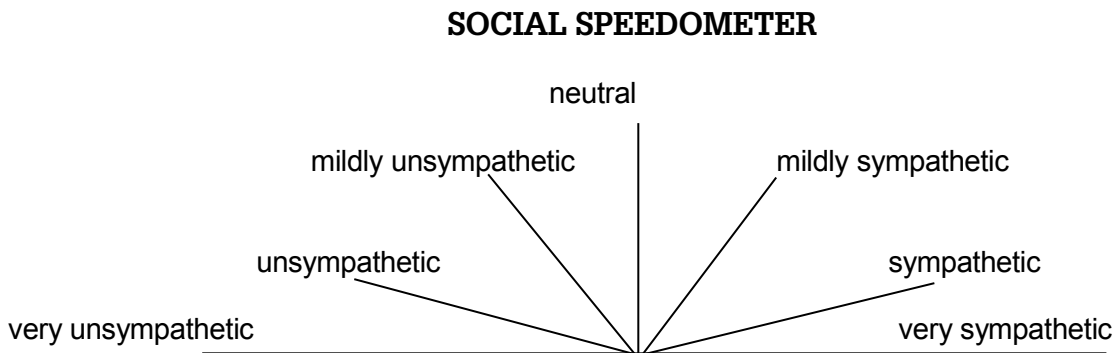 SOCIAL SPEEDOMETER
neutral
mildly unsympathetic
mildly sympathetic
unsympathetic
sympathetic
very unsympathetic
very sympathetic